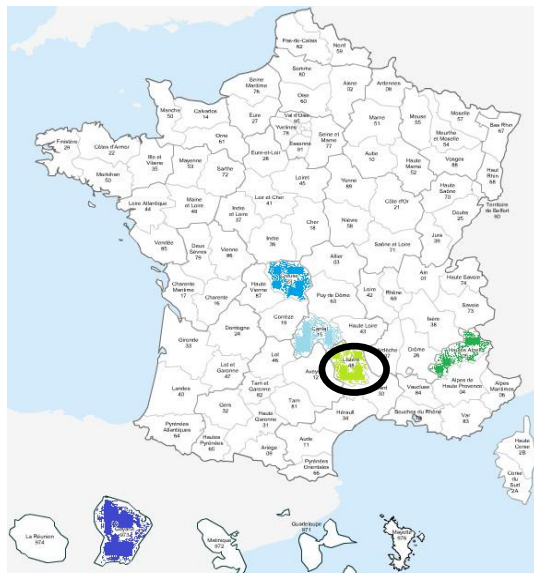 Pas-de-Calais
62
Nord
59
Somme
80
Seine
Maritime
76
Aisne
02
Ardennes
08
Oise
60
Manche
50
Calvados
14
Eure
27
Val d'Oise
95
Yvelines
78
Essonne
91
Seine et
Marne
77
Marne
51
Meuse
55
Moselle
57
Meurthe
et Moselle
54
Bas Rhin
67
Finistère
29
Côtes d'Armor
22
Morbihan
Ille et
Vilaine
35
Mayenne
53
Orne
61
Sarthe
72
Eure-et-Loir
28
Loiret
45
Aube
10
Haute
Marne
52
Vosges
88
Haut
Rhin
68
Loire Atlantique
44
Maine
et Loire
49
Indre
et Loire
37
Loir et Cher
41
Yonne
89
Côte d'Or
21
Haute
Saône
70
Territoire
de Belfort
90
Doubs
25
Vendée
85
Deux
Sèvres
79
Vienne
86
Indre
36
Cher
18
Nièvre
58
Saône et Loire
71
Jura
39
Charente
Maritime
17
Charente
16
Haute
Vienne
87
Allier
03
Puy de Dôme
63
Loire
42
Rhône
69
Ain
01
Haute Savoie
74
Savoie
73
Isère
38
Corrèze
19
Cantal
15
Haute Loire
43
Dordogne
24
Gironde
33
Lot
46
Lot et
Garonne
47
Lozère
48
Drôme
26
Landes
40
Gers
32
Tarn et
Garonne
82
Tarn
81
Hérault
34
Vaucluse
84
Alpes de
Haute Provence
04
Alpes
Maritimes
06
Bouches du Rhône
Var
83
Pyrénées
Atlantiques
64
Hautes
Pyrénées
65
Haute
Garonne
31
Ariège
09
Aude
11
Pyrénées
Orientales
66
Haute
Corse
2B
Corse
du
Sud
2A
La Réunion
974
Martinique
972
Guadeloupe
971
Mayotte
976